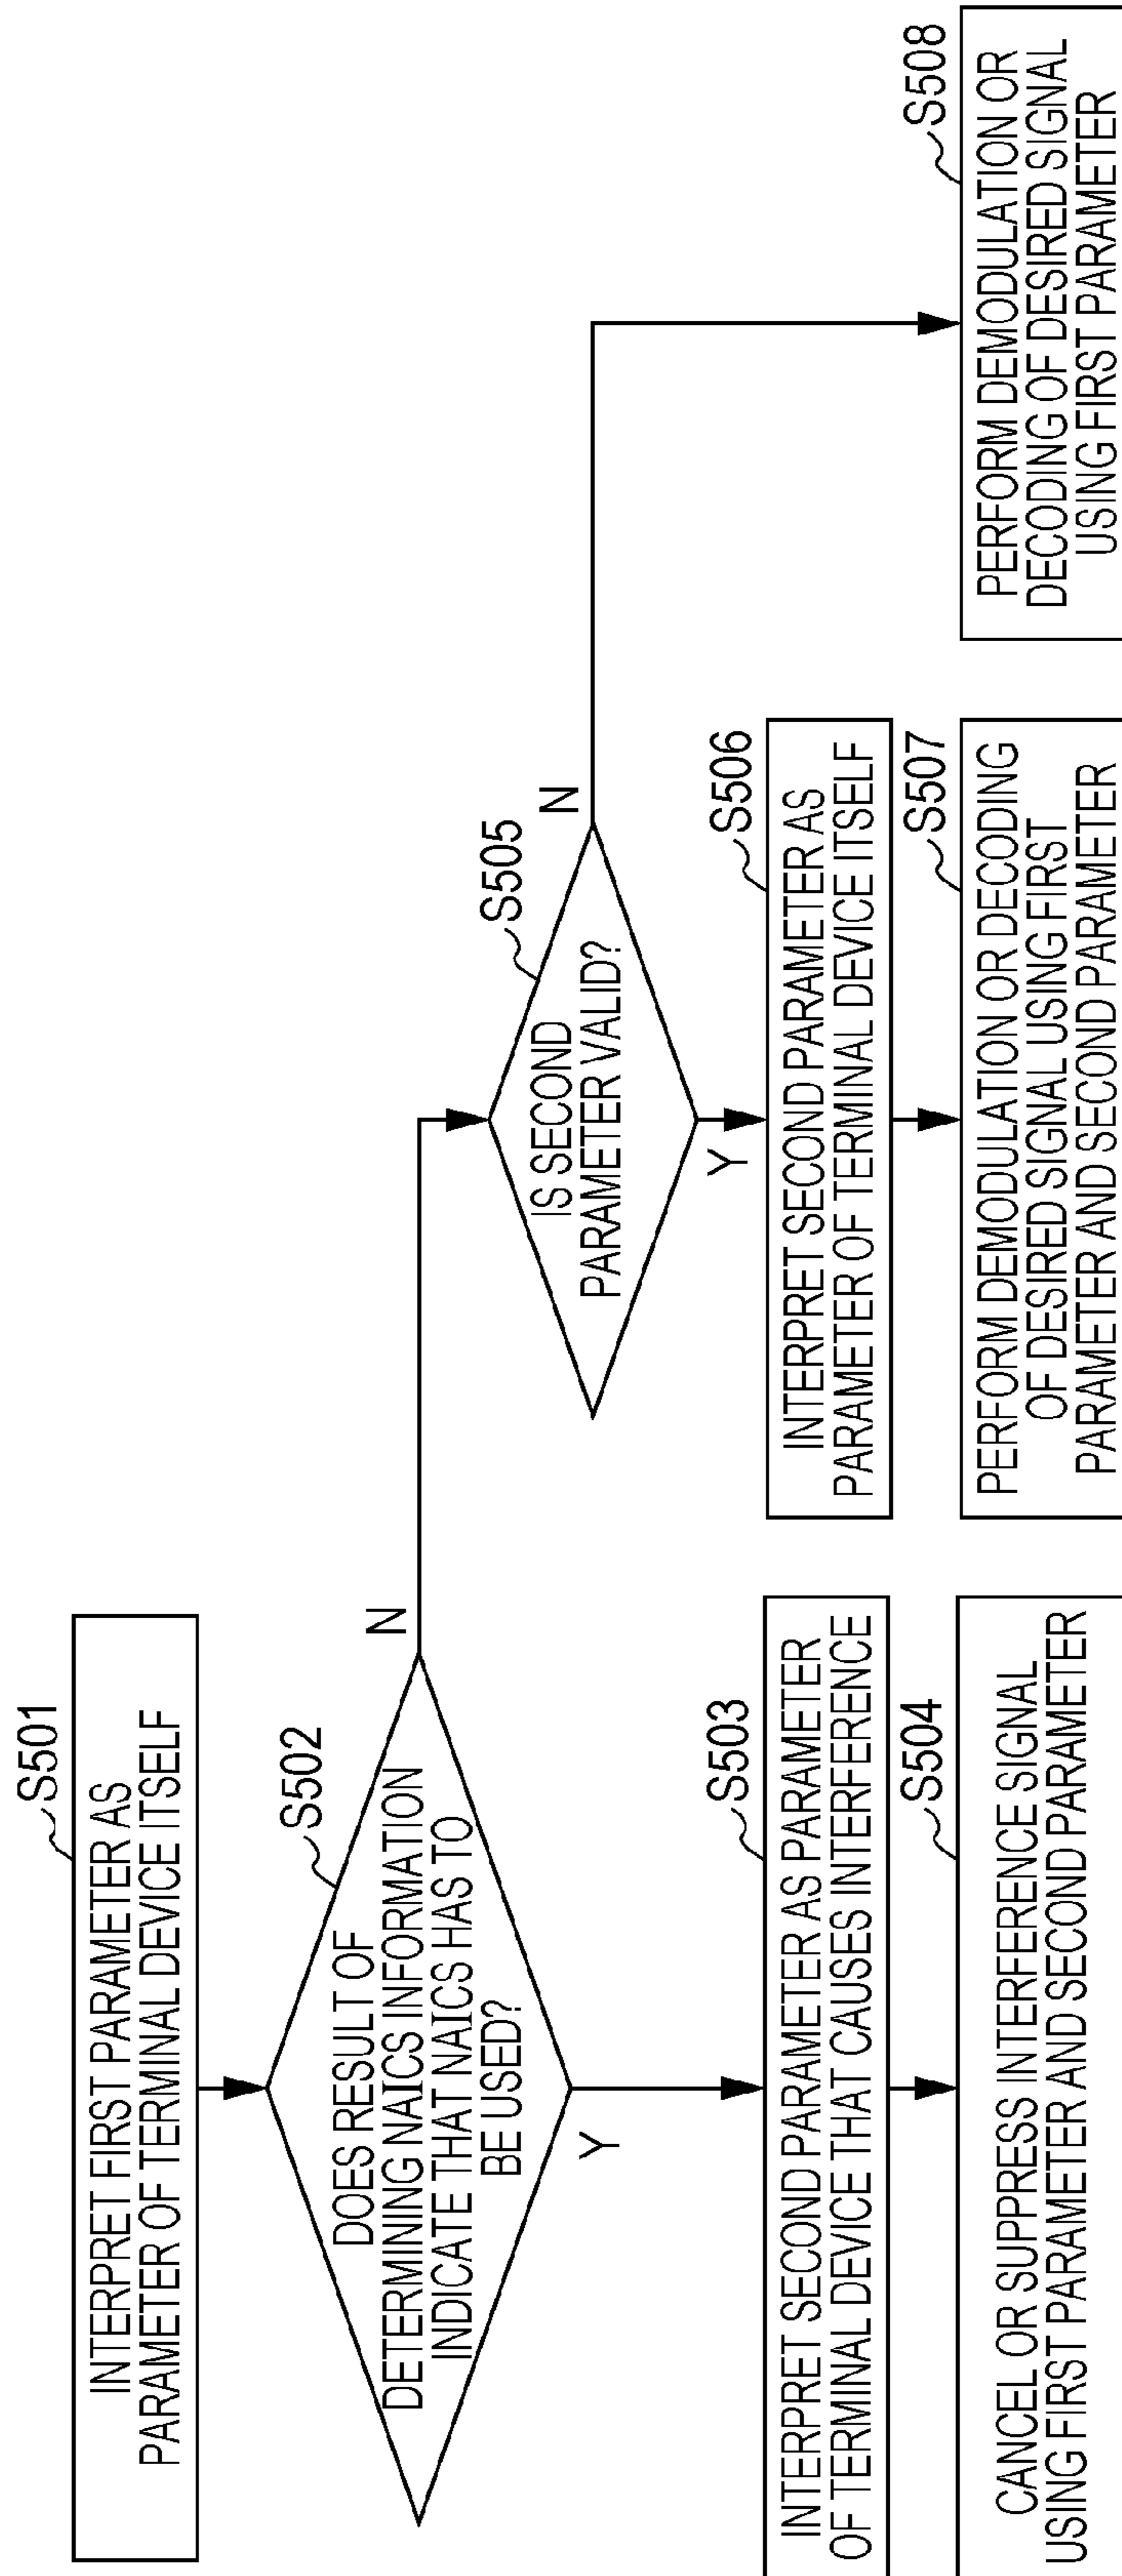 S501
INTERPRET FIRST PARAMETER AS
PARAMETER OF TERMINAL DEVICE ITSELF
S502
DOES RESULT OF
DETERMINING NAICS INFORMATION
INDICATE THAT NAICS HAS TO
BE USED?
N
Y
S503
INTERPRET SECOND PARAMETER AS PARAMETER
OF TERMINAL DEVICE THAT CAUSES INTERFERENCE
S504
CANCEL OR SUPPRESS INTERFERENCE SIGNAL
USING FIRST PARAMETER AND SECOND PARAMETER
S505
IS SECOND
PARAMETER VALID?
N
Y
S506
INTERPRET SECOND PARAMETER AS
PARAMETER OF TERMINAL DEVICE ITSELF
S507
PERFORM DEMODULATION OR DECODING
OF DESIRED SIGNAL USING FIRST
PARAMETER AND SECOND PARAMETER
S508
PERFORM DEMODULATION OR
DECODING OF DESIRED SIGNAL
USING FIRST PARAMETER